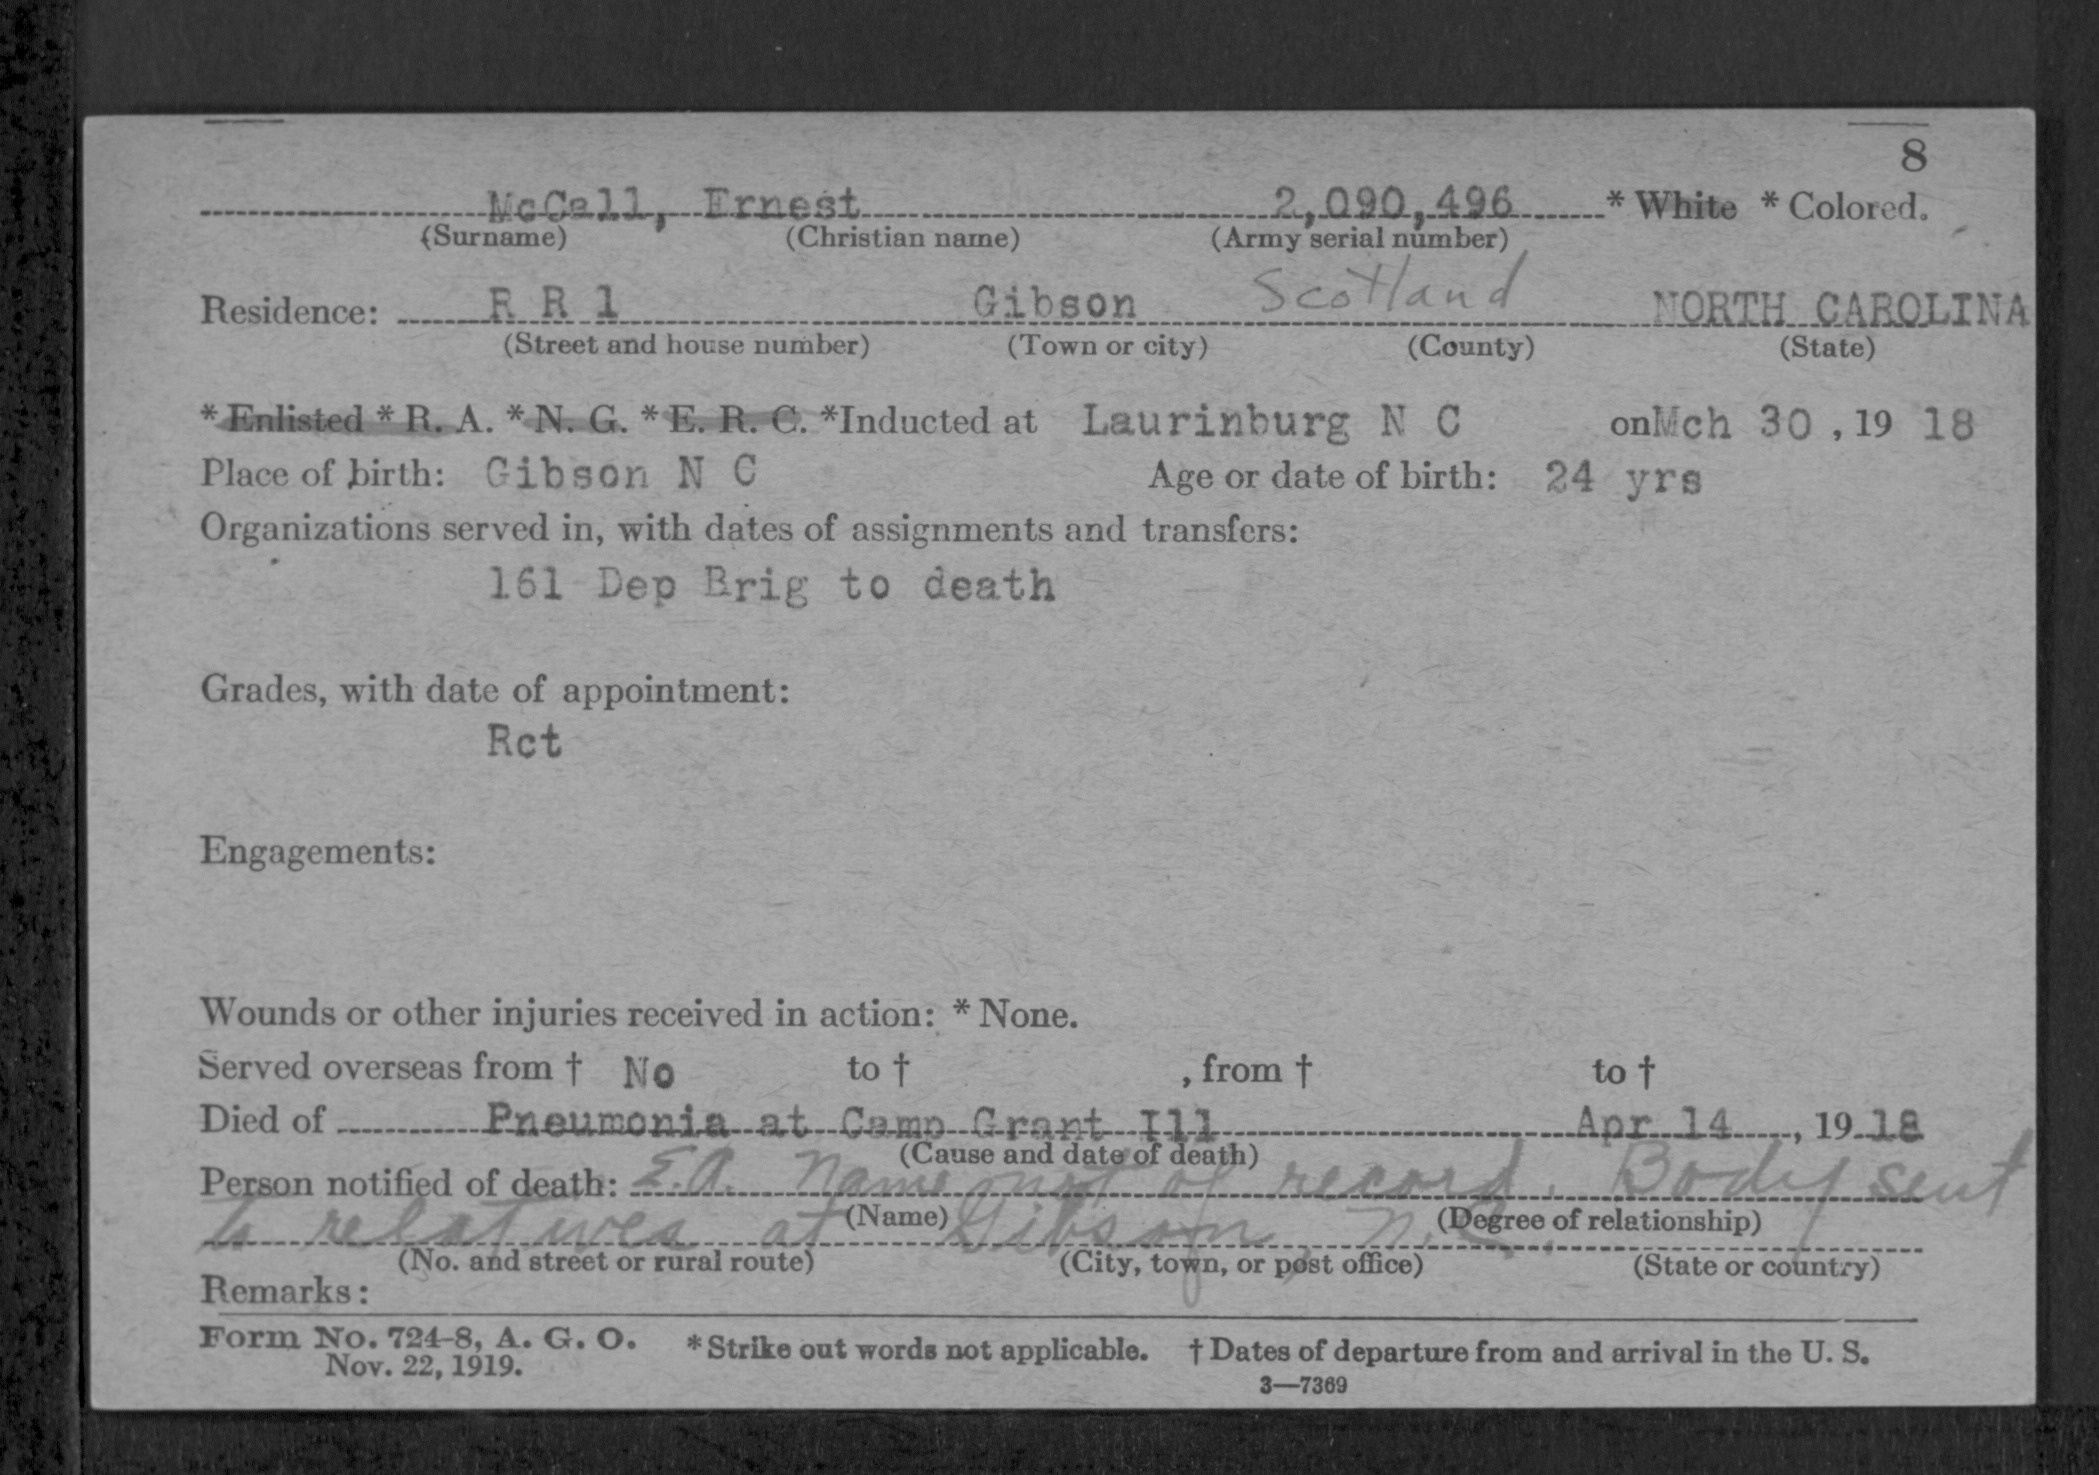 8
McCall, Ernest 2,090,496 * White * Colored.
(Surname) (Christian name) (Army serial number)
Residence: R R 1 Gibson Scotland NORTH CAROLINA
(Street and house number) (Town or city) (County) (State)
* Enlisted * R. A. * N. G. * E. R. C. *Inducted at Laurinburg N C on Mch 30 , 19 18
Place of birth: Gibson N C Age or date of birth: 24 yrs
Organizations served in, with dates of assignments and transfers:
161 Dep Brig to death
Grades, with date of appointment:
Rct
Engagements:
Wounds or other injuries received in action: * None.
Served overseas from † No to † , from † to †
Died of Pneumonia at Camp Grant Ill Apr 14 , 19 18
(Cause and date of death)
Person notified of death: E.A. Name not of record. Body sent
(Name) (Degree of relationship)
to relatives at Gibson, N.C.
(No. and street or rural route) (City, town, or post office) (State or country)
Remarks:
Form No. 724-8, A. G. O. * Strike out words not applicable. † Dates of departure from and arrival in the U. S.
Nov. 22, 1919.
3—7369